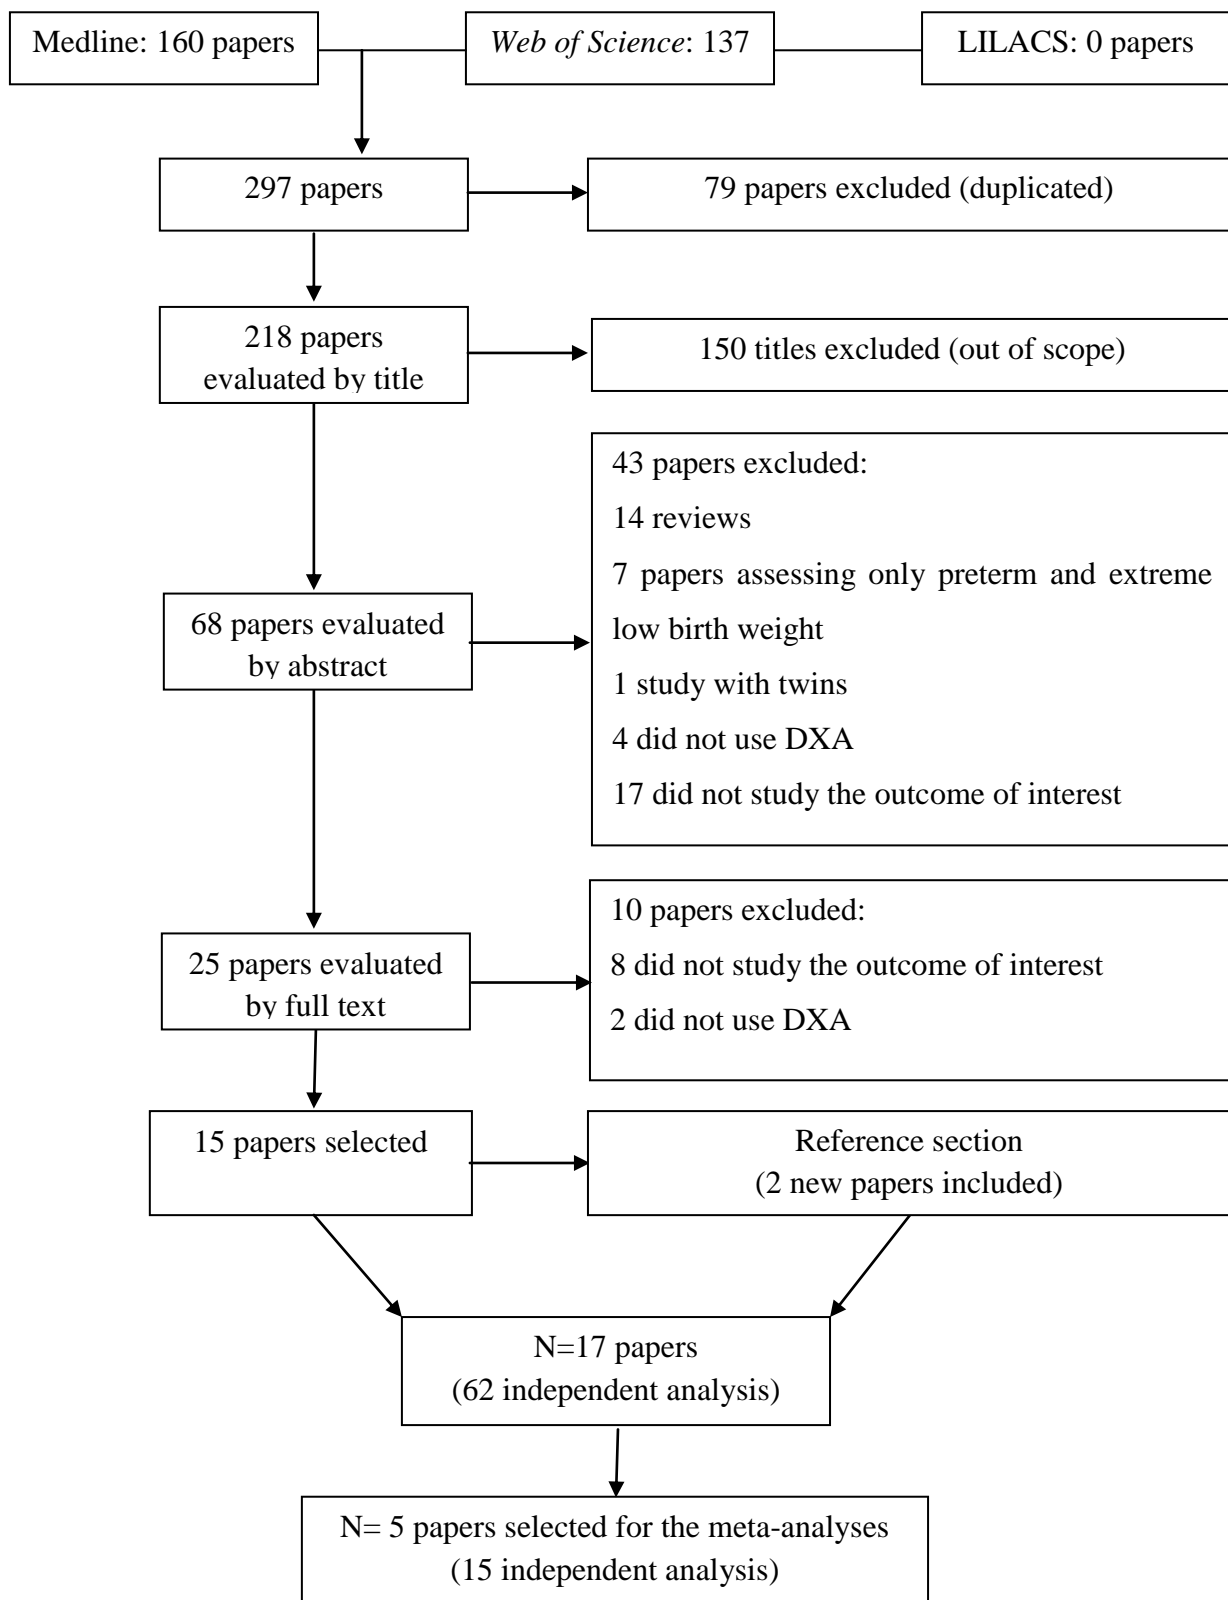 Medline: 160 papers
Web of Science: 137
LILACS: 0 papers
297 papers
79 papers excluded (duplicated)
218 papers
evaluated by title
150 titles excluded (out of scope)
43 papers excluded:
14 reviews
7 papers assessing only preterm and extreme
low birth weight
1 study with twins
4 did not use DXA
17 did not study the outcome of interest
68 papers evaluated
by abstract
10 papers excluded:
8 did not study the outcome of interest
2 did not use DXA
25 papers evaluated
by full text
15 papers selected
Reference section
(2 new papers included)
N=17 papers
(62 independent analysis)
N= 5 papers selected for the meta-analyses
(15 independent analysis)